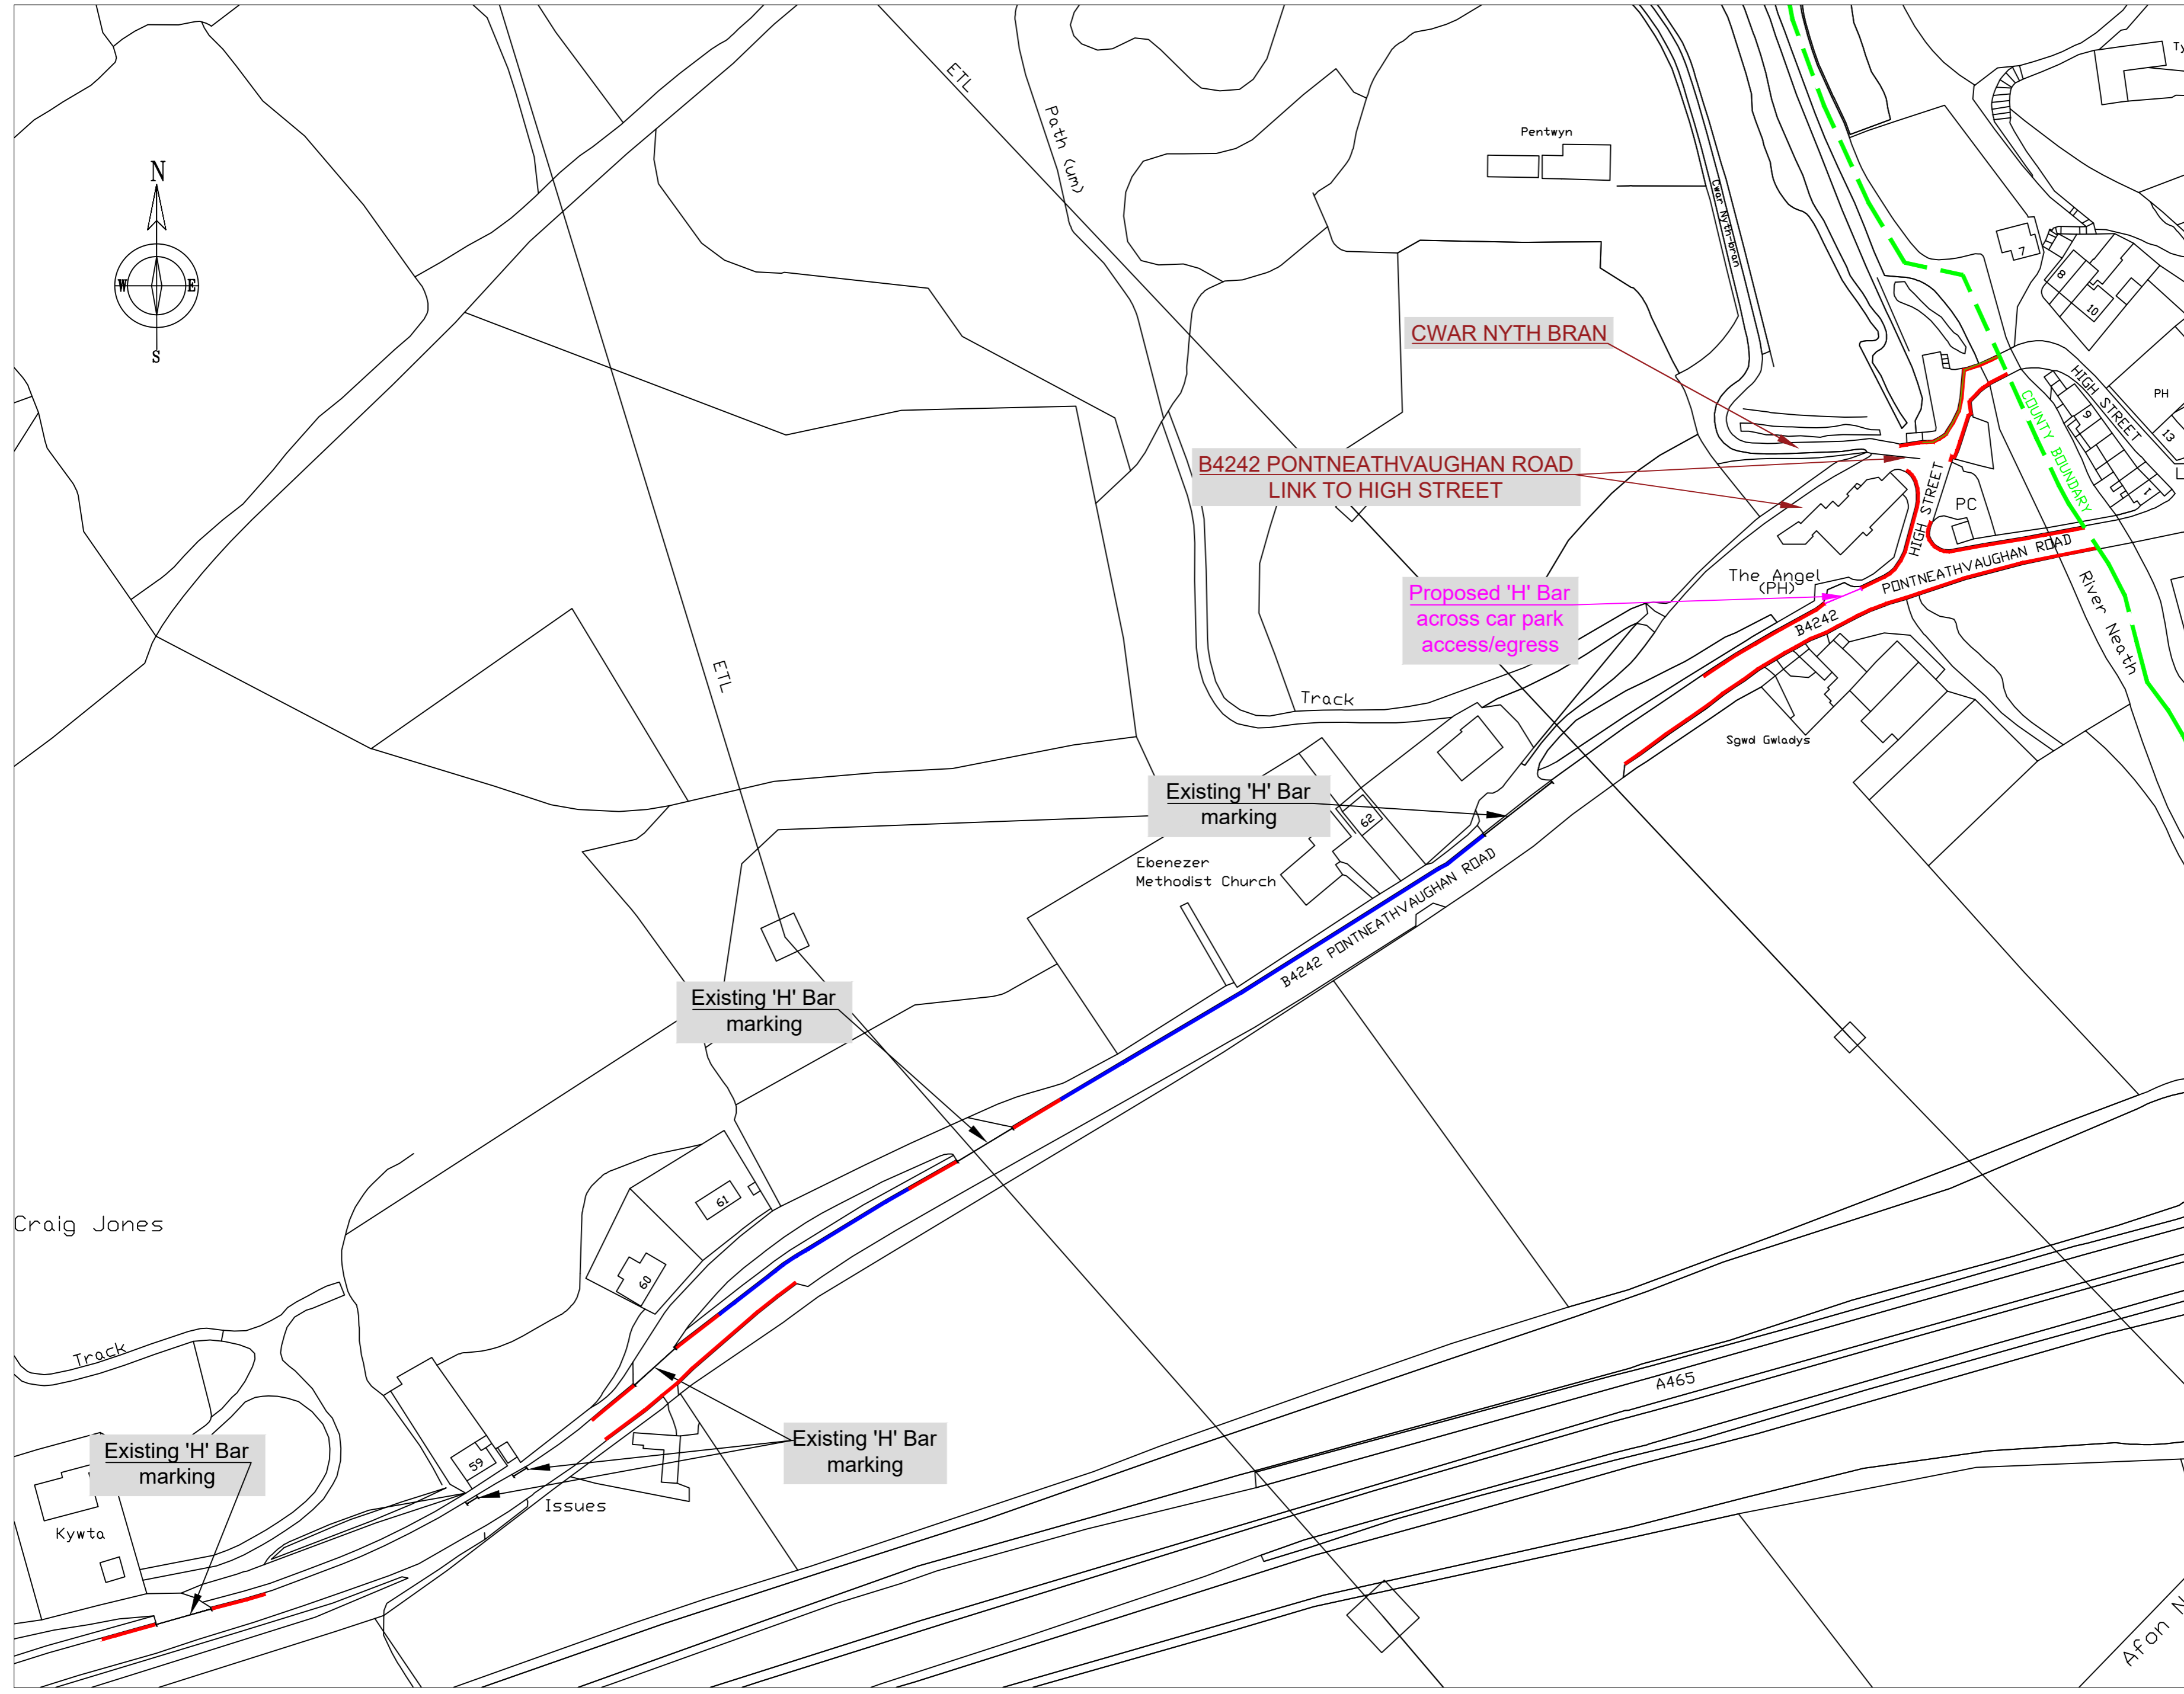 N
W
E
S
ETL
Path (um)
Pentwyn
Cwar Nyth-bran
7
8
10
CWAR NYTH BRAN
HIGH STREET
PH
9
13
1
COUNTY BOUNDARY
B4242 PONTNEATHVAUGHAN ROAD
LINK TO HIGH STREET
HIGH STREET
PC
PONTNEATHVAUGHAN ROAD
The Angel
(PH)
B4242
River Neath
Proposed 'H' Bar
across car park
access/egress
ETL
Track
Sgwd Gwladys
Existing 'H' Bar
marking
62
Ebenezer
Methodist Church
B4242 PONTNEATHVAUGHAN ROAD
Existing 'H' Bar
marking
61
60
Craig Jones
Track
A465
Existing 'H' Bar
marking
Existing 'H' Bar
marking
59
Issues
Kywta
Afon N